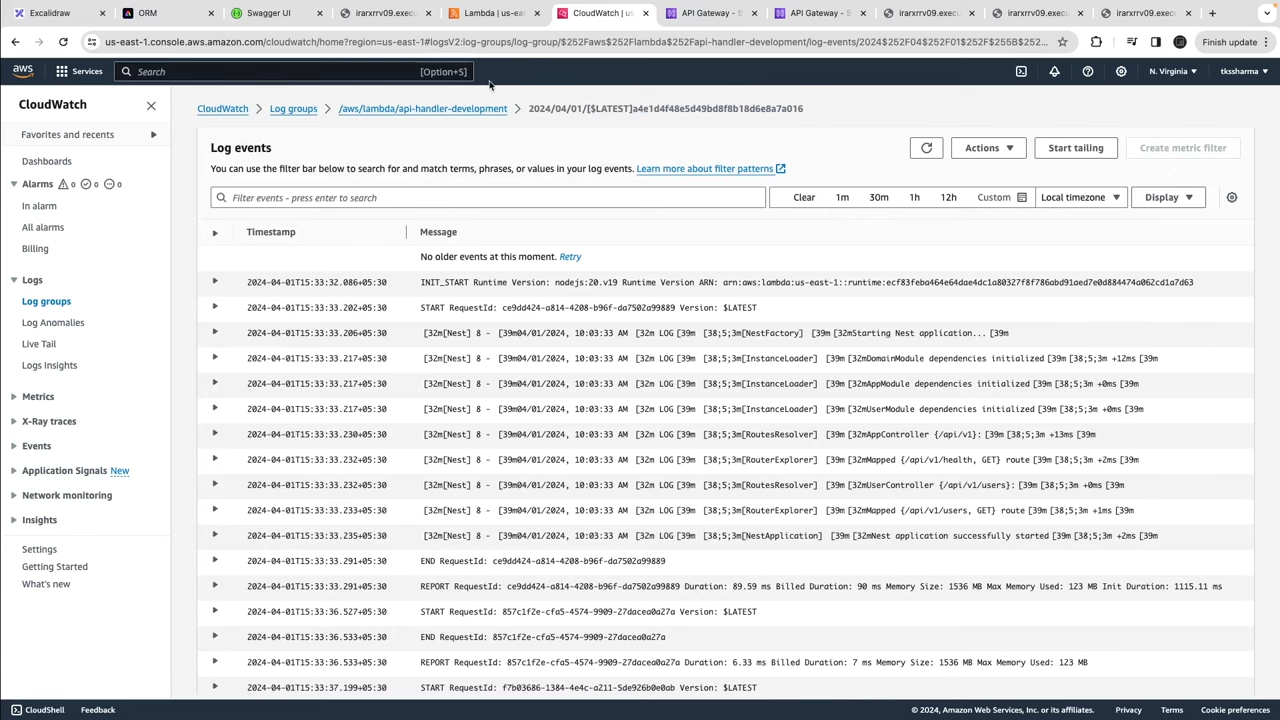 Excalidraw
ORM
Swagger UI
irarxrrv09.execu
Lambda | us-eas
CloudWatch | us
API Gateway - S
API Gateway - S
irarxrrv09.execu
irarxrrv09.execu
irarxrrv09.execu
us-east-1.console.aws.amazon.com/cloudwatch/home?region=us-east-1#logsV2:log-groups/log-group/$252Faws$252Flambda$252Fapi-handler-development/log-events/2024$252F04$252F01$252F$255B$252...
Finish update
aws
Services
Search
[Option+S]
N. Virginia
tkssharma
CloudWatch
Favorites and recents
Dashboards
Alarms 0 0 0
In alarm
All alarms
Billing
Logs
Log groups
Log Anomalies
Live Tail
Logs Insights
Metrics
X-Ray traces
Events
Application Signals New
Network monitoring
Insights
Settings
Getting Started
What's new
CloudWatch
Log groups
/aws/lambda/api-handler-development
2024/04/01/[$LATEST]a4e1d4f48e5d49bd8f8b18d6e8a7a016
Log events
Actions
Start tailing
Create metric filter
You can use the filter bar below to search for and match terms, phrases, or values in your log events. Learn more about filter patterns
Filter events - press enter to search
Clear
1m
30m
1h
12h
Custom
Local timezone
Display
Timestamp
Message
No older events at this moment. Retry
2024-04-01T15:33:32.086+05:30 INIT_START Runtime Version: nodejs:20.v19 Runtime Version ARN: arn:aws:lambda:us-east-1::runtime:ecf83feba464e64dae4dc1a80327f8f786abd91aed7e0d884474a062cd1a7d63
2024-04-01T15:33:33.202+05:30 START RequestId: ce9dd424-a814-4208-b96f-da7502a99889 Version: $LATEST
2024-04-01T15:33:33.206+05:30 [32m[Nest] 8 - [39m04/01/2024, 10:03:33 AM [32m LOG [39m [38;5;3m[NestFactory] [39m [32mStarting Nest application... [39m
2024-04-01T15:33:33.217+05:30 [32m[Nest] 8 - [39m04/01/2024, 10:03:33 AM [32m LOG [39m [38;5;3m[InstanceLoader] [39m [32mDomainModule dependencies initialized [39m [38;5;3m +12ms [39m
2024-04-01T15:33:33.217+05:30 [32m[Nest] 8 - [39m04/01/2024, 10:03:33 AM [32m LOG [39m [38;5;3m[InstanceLoader] [39m [32mAppModule dependencies initialized [39m [38;5;3m +0ms [39m
2024-04-01T15:33:33.217+05:30 [32m[Nest] 8 - [39m04/01/2024, 10:03:33 AM [32m LOG [39m [38;5;3m[InstanceLoader] [39m [32mUserModule dependencies initialized [39m [38;5;3m +0ms [39m
2024-04-01T15:33:33.230+05:30 [32m[Nest] 8 - [39m04/01/2024, 10:03:33 AM [32m LOG [39m [38;5;3m[RoutesResolver] [39m [32mAppController {/api/v1}: [39m [38;5;3m +13ms [39m
2024-04-01T15:33:33.232+05:30 [32m[Nest] 8 - [39m04/01/2024, 10:03:33 AM [32m LOG [39m [38;5;3m[RouterExplorer] [39m [32mMapped {/api/v1/health, GET} route [39m [38;5;3m +2ms [39m
2024-04-01T15:33:33.232+05:30 [32m[Nest] 8 - [39m04/01/2024, 10:03:33 AM [32m LOG [39m [38;5;3m[RoutesResolver] [39m [32mUserController {/api/v1/users}: [39m [38;5;3m +0ms [39m
2024-04-01T15:33:33.233+05:30 [32m[Nest] 8 - [39m04/01/2024, 10:03:33 AM [32m LOG [39m [38;5;3m[RouterExplorer] [39m [32mMapped {/api/v1/users, GET} route [39m [38;5;3m +1ms [39m
2024-04-01T15:33:33.235+05:30 [32m[Nest] 8 - [39m04/01/2024, 10:03:33 AM [32m LOG [39m [38;5;3m[NestApplication] [39m [32mNest application successfully started [39m [38;5;3m +2ms [39m
2024-04-01T15:33:33.291+05:30 END RequestId: ce9dd424-a814-4208-b96f-da7502a99889
2024-04-01T15:33:33.291+05:30 REPORT RequestId: ce9dd424-a814-4208-b96f-da7502a99889 Duration: 89.59 ms Billed Duration: 90 ms Memory Size: 1536 MB Max Memory Used: 123 MB Init Duration: 1115.11 ms
2024-04-01T15:33:36.527+05:30 START RequestId: 857c1f2e-cfa5-4574-9909-27dacea0a27a Version: $LATEST
2024-04-01T15:33:36.533+05:30 END RequestId: 857c1f2e-cfa5-4574-9909-27dacea0a27a
2024-04-01T15:33:36.533+05:30 REPORT RequestId: 857c1f2e-cfa5-4574-9909-27dacea0a27a Duration: 6.33 ms Billed Duration: 7 ms Memory Size: 1536 MB Max Memory Used: 123 MB
2024-04-01T15:33:37.199+05:30 START RequestId: f7b03686-1384-4e4c-a211-5de926b0e0ab Version: $LATEST
CloudShell
Feedback
© 2024, Amazon Web Services, Inc. or its affiliates.
Privacy
Terms
Cookie preferences